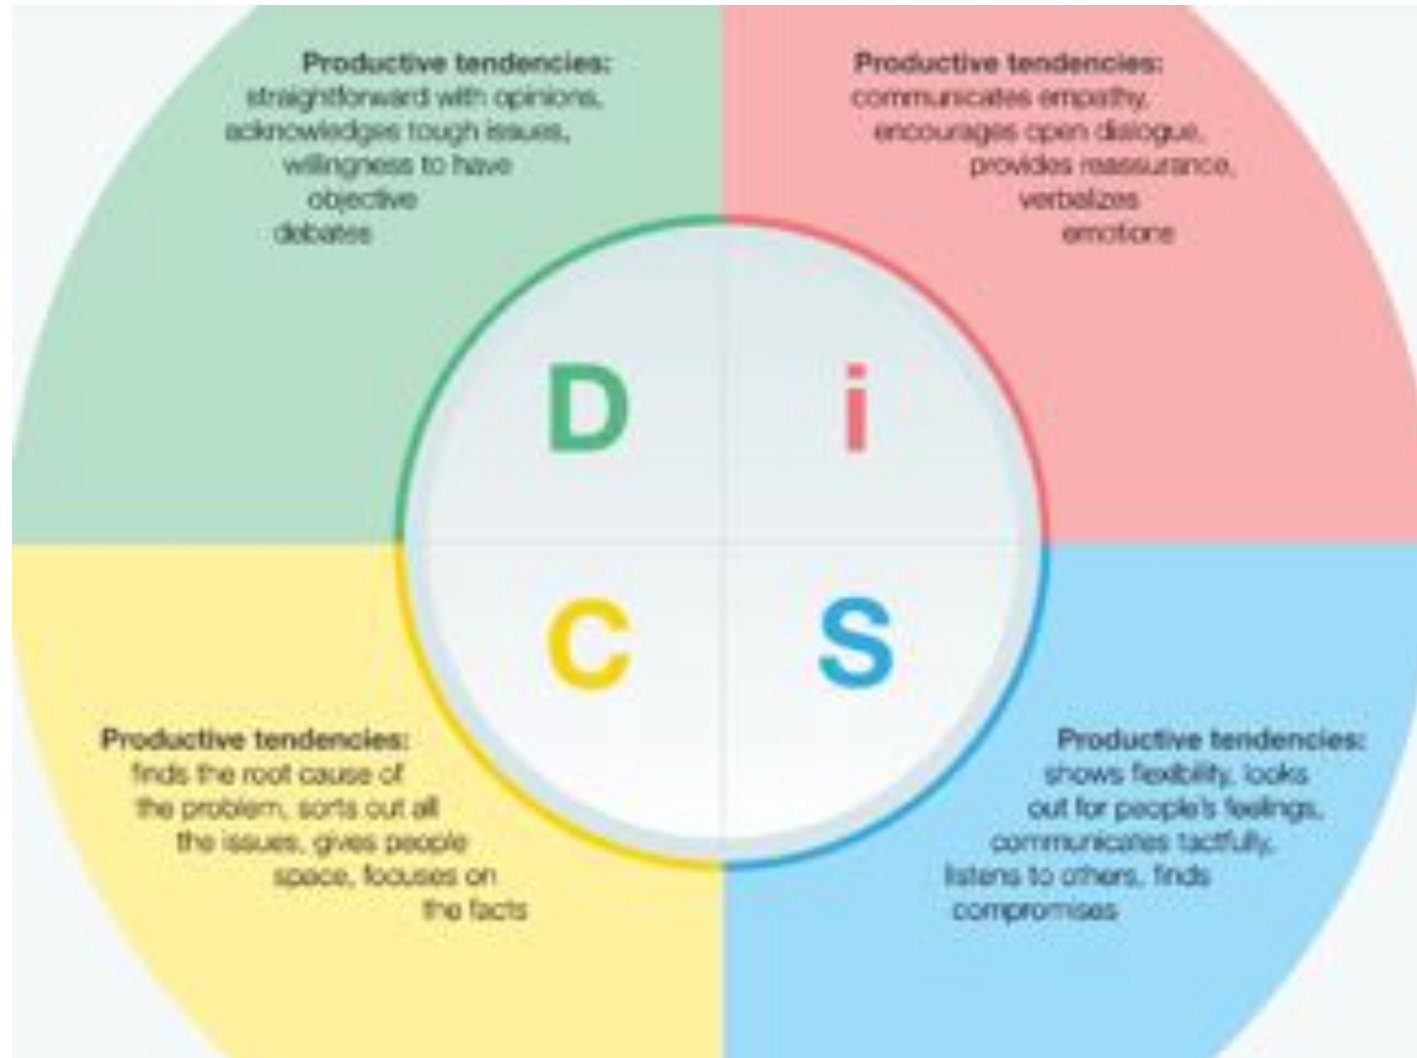 Productive tendencies:
straightforward with opinions,
acknowledges tough issues,
willingness to have
objective
debates
Productive tendencies:
communicates empathy,
encourages open dialogue,
provides reassurance,
verbalizes
emotions
D
i
C
S
Productive tendencies:
finds the root cause of
the problem, sorts out all
the issues, gives people
space, focuses on
the facts
Productive tendencies:
shows flexibility, looks
out for people's feelings,
communicates tactfully,
listens to others, finds
compromises